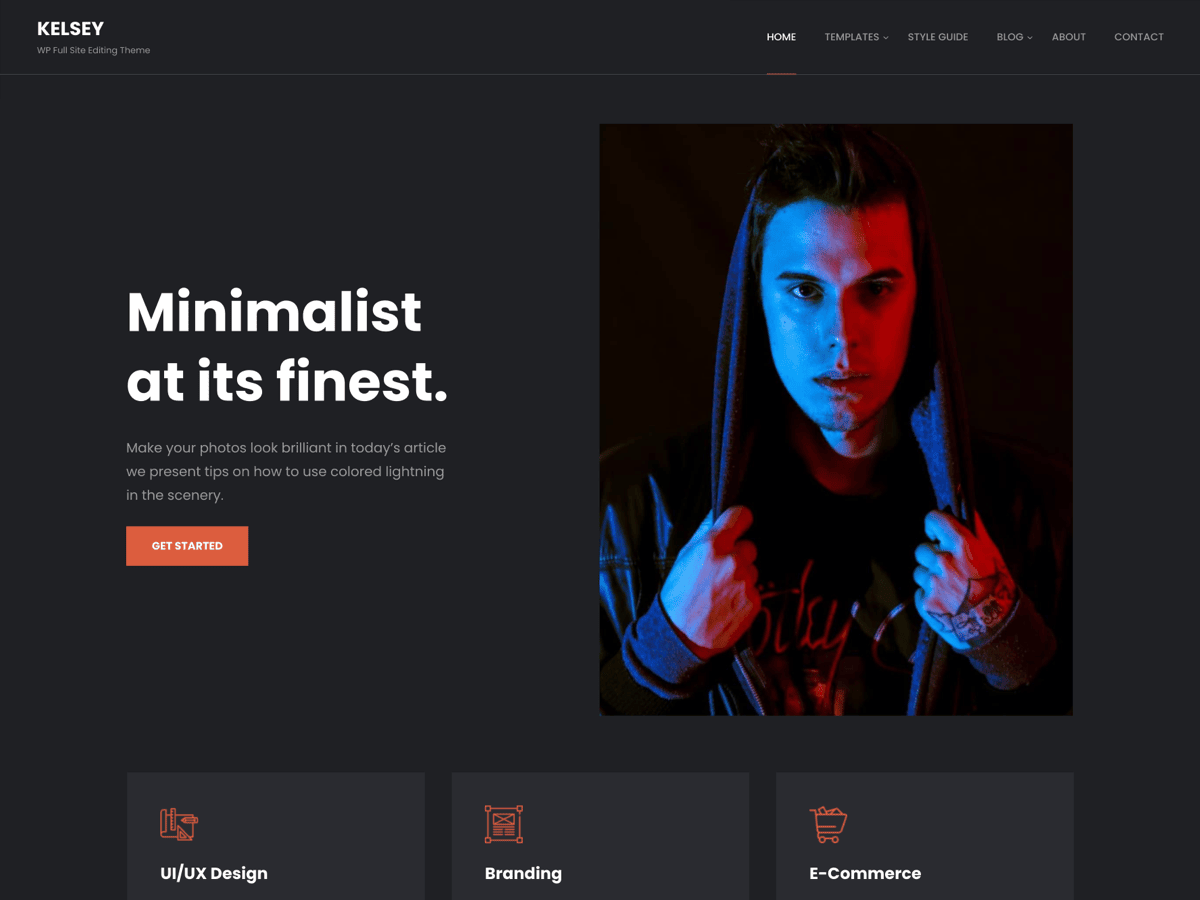 KELSEY
WP Full Site Editing Theme
HOME TEMPLATES STYLE GUIDE BLOG ABOUT CONTACT
Minimalist
at its finest.
Make your photos look brilliant in today's article
we present tips on how to use colored lightning
in the scenery.
GET STARTED
UI/UX Design
Branding
E-Commerce